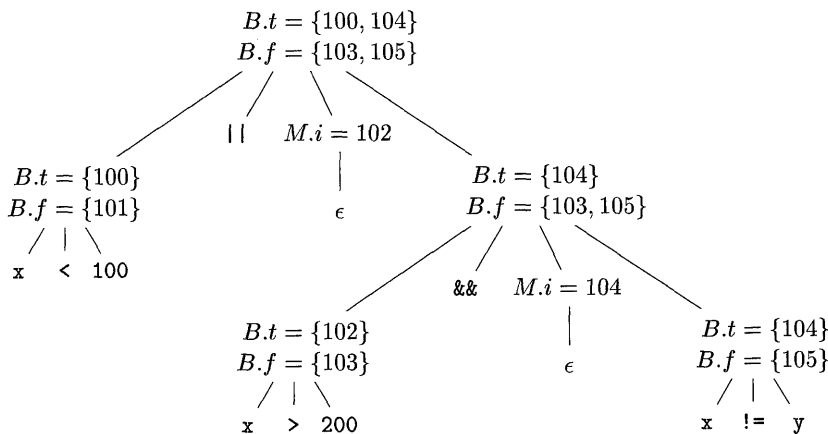 B.t = {100, 104}
B.f = {103, 105}
|| M.i = 102
B.t = {100}
B.f = {101}
ϵ
B.t = {104}
B.f = {103, 105}
x < 100
&& M.i = 104
B.t = {102}
B.f = {103}
ϵ
B.t = {104}
B.f = {105}
x > 200
x != y